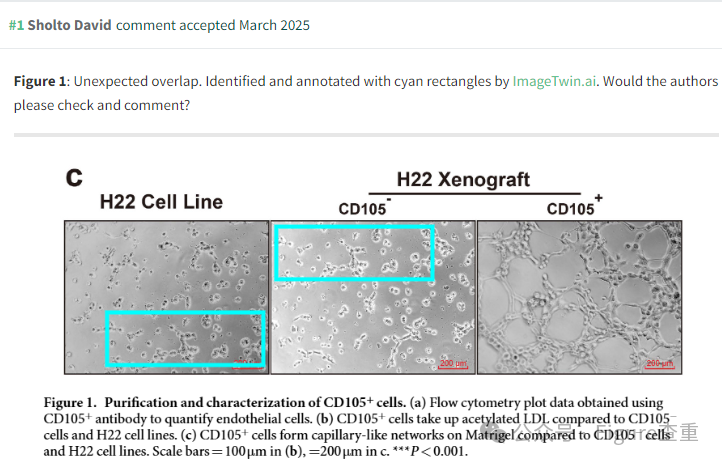 #1 Sholto David comment accepted March 2025
Figure 1: Unexpected overlap. Identified and annotated with cyan rectangles by ImageTwin.ai. Would the authors
please check and comment?
C
H22 Xenograft
H22 Cell Line
CD105-
CD105+
200 μm
200 μm
Figure 1. Purification and characterization of CD105+ cells. (a) Flow cytometry plot data obtained using
CD105+ antibody to quantify endothelial cells. (b) CD105+ cells take up acetylated LDL compared to CD105-
cells and H22 cell lines. (c) CD105+ cells form capillary-like networks on Matrigel compared to CD105- cells
and H22 cell lines. Scale bars=100μm in (b), =200μm in c. ***P<0.001.
公众号 · Figure查重